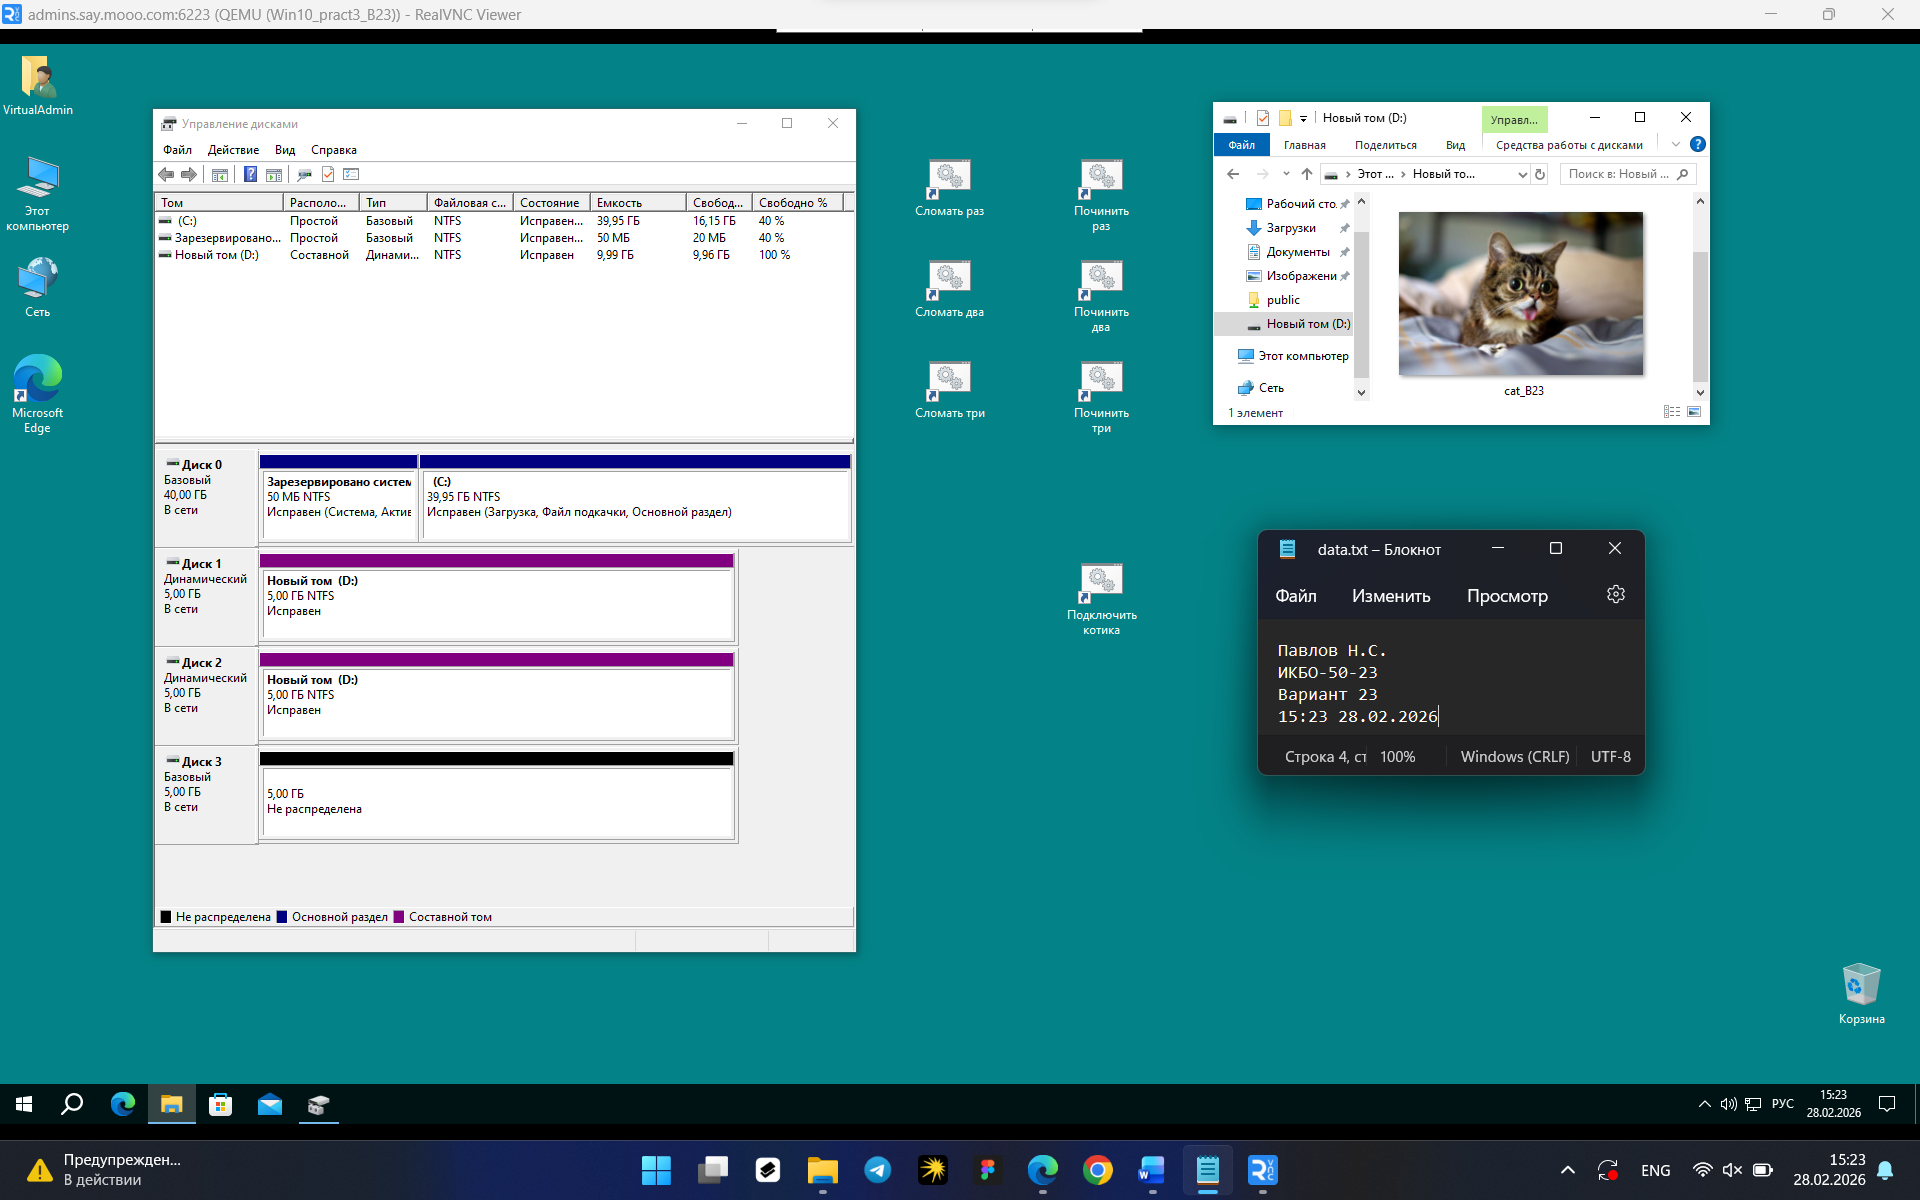 admins.say.mooo.com:6223 (QEMU (Win10_pract3_B23)) - RealVNC Viewer
VirtualAdmin
Этот
компьютер
Сеть
Microsoft
Edge
Управление дисками
Файл Действие Вид Справка
Том Располо... Тип Файловая с... Состояние Емкость Свобод... Свободно %
(C:) Простой Базовый NTFS Исправен... 39,95 ГБ 16,15 ГБ 40 %
Зарезервировано... Простой Базовый NTFS Исправен... 50 МБ 20 МБ 40 %
Новый том (D:) Составной Динами... NTFS Исправен 9,99 ГБ 9,96 ГБ 100 %
Диск 0
Базовый
40,00 ГБ
В сети
Зарезервировано систем
50 МБ NTFS
Исправен (Система, Актив
(C:)
39,95 ГБ NTFS
Исправен (Загрузка, Файл подкачки, Основной раздел)
Диск 1
Динамический
5,00 ГБ
В сети
Новый том (D:)
5,00 ГБ NTFS
Исправен
Диск 2
Динамический
5,00 ГБ
В сети
Новый том (D:)
5,00 ГБ NTFS
Исправен
Диск 3
Базовый
5,00 ГБ
В сети
5,00 ГБ
Не распределена
Не распределена Основной раздел Составной том
Сломать раз
Починить
раз
Сломать два
Починить
два
Сломать три
Починить
три
Подключить
котика
Новый том (D:)
Управл...
Файл Главная Поделиться Вид Средства работы с дисками
Этот ... Новый то... Поиск в: Новый ...
Рабочий сто.
Загрузки
Документы
Изображени
public
Новый том (D:)
Этот компьютер
Сеть
cat_B23
1 элемент
data.txt – Блокнот
Файл Изменить Просмотр
Павлов Н.С.
ИКБО-50-23
Вариант 23
15:23 28.02.2026
Строка 4, ст 100% Windows (CRLF) UTF-8
Корзина
РУС
15:23
28.02.2026
Предупрежден...
В действии
ENG
15:23
28.02.2026